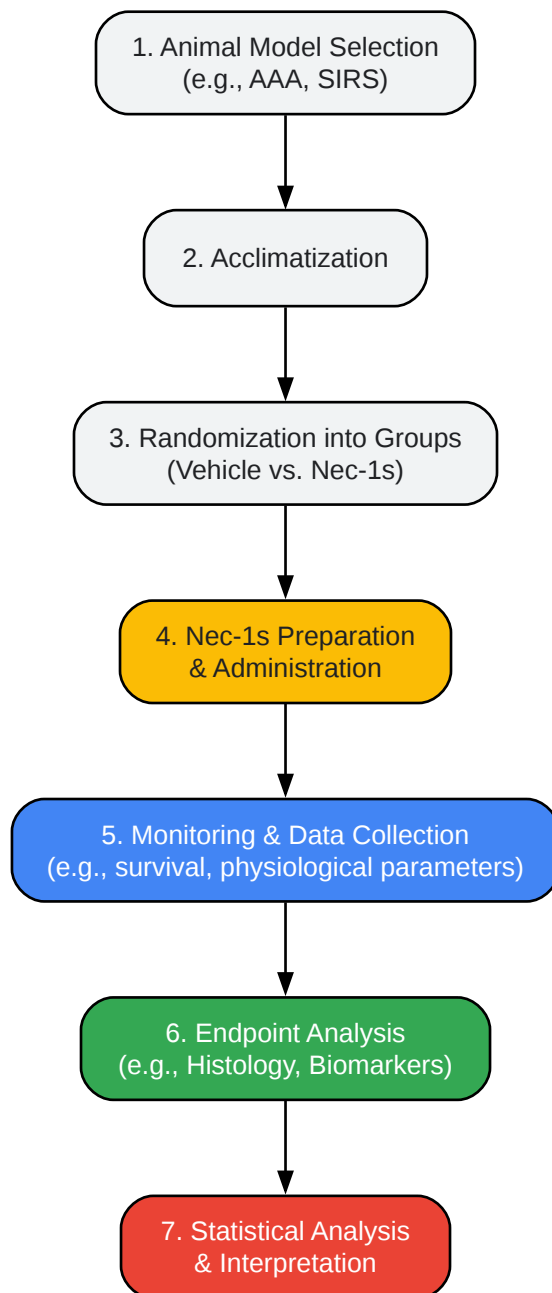 1. Animal Model Selection
(e.g., AAA, SIRS)
2. Acclimatization
3. Randomization into Groups
(Vehicle vs. Nec-1s)
4. Nec-1s Preparation
& Administration
5. Monitoring & Data Collection
(e.g., survival, physiological parameters)
6. Endpoint Analysis
(e.g., Histology, Biomarkers)
7. Statistical Analysis
& Interpretation